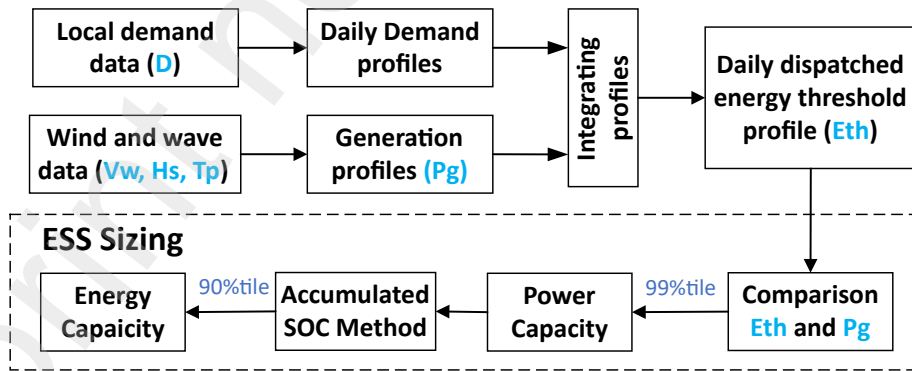 Local demand
data (D)
Daily Demand
profiles
Integrating
profiles
Daily dispatched
energy threshold
profile (Eth)
Wind and wave
data (Vw, Hs, Tp)
Generation
profiles (Pg)
ESS Sizing
Energy
Capaicity
90%tile
Accumulated
SOC Method
Power
Capacity
99%tile
Comparison
Eth and Pg